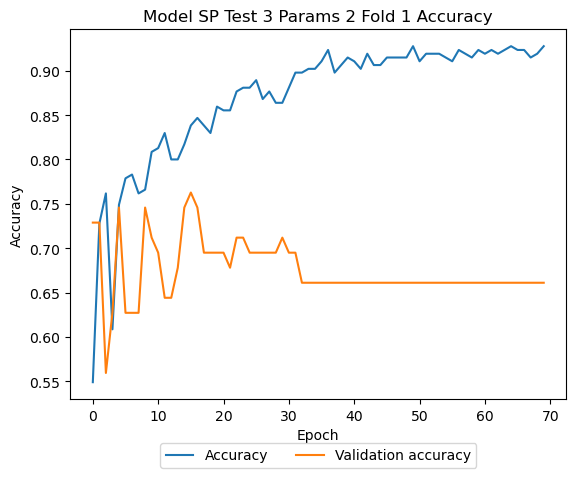 Model SP Test 3 Params 2 Fold 1 Accuracy
Accuracy
0.90
0.85
0.80
0.75
0.70
0.65
0.60
0.55
0 10 20 30 40 50 60 70
Epoch
Accuracy Validation accuracy